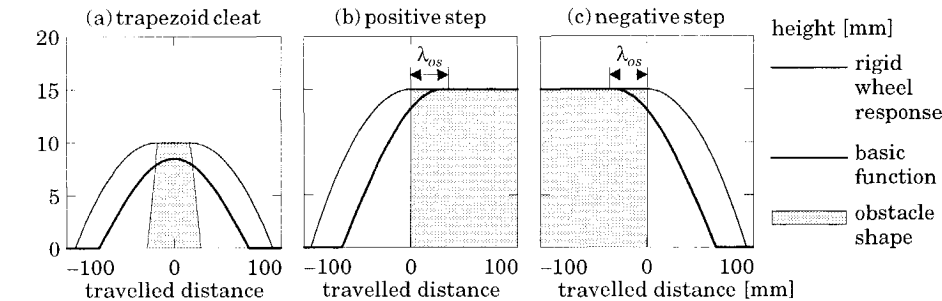 (a) trapezoid cleat
(b) positive step
(c) negative step
height [mm]
20
15
10
5
0
λos
λos
rigid
wheel
response
basic
function
obstacle
shape
−100 0 100
−100 0 100
−100 0 100
travelled distance
travelled distance
travelled distance [mm]